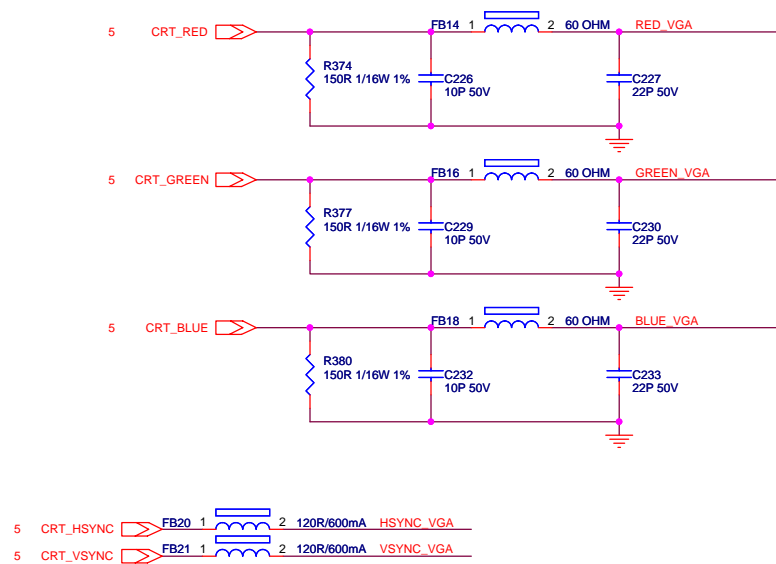 5 CRT_RED FB14 1 2 60 OHM RED_VGA
R374
150R 1/16W 1%
C226
10P 50V
C227
22P 50V
5 CRT_GREEN FB16 1 2 60 OHM GREEN_VGA
R377
150R 1/16W 1%
C229
10P 50V
C230
22P 50V
5 CRT_BLUE FB18 1 2 60 OHM BLUE_VGA
R380
150R 1/16W 1%
C232
10P 50V
C233
22P 50V
5 CRT_HSYNC FB20 1 2 120R/600mA HSYNC_VGA
5 CRT_VSYNC FB21 1 2 120R/600mA VSYNC_VGA